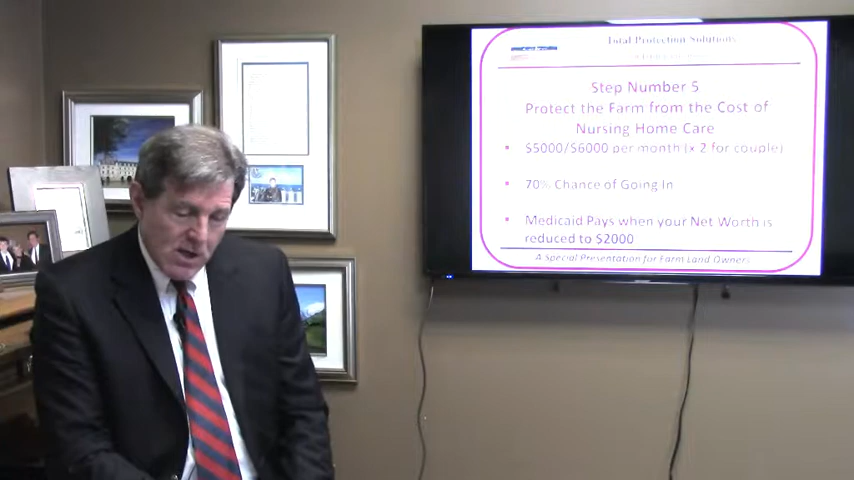 Total Protection Solutions
Step Number 5
Protect the Farm from the Cost of
Nursing Home Care
▪ $5000/$6000 per month (x 2 for couple)
▪ 70% Chance of Going In
▪ Medicaid Pays when your Net Worth is
reduced to $2000
A Special Presentation for Farm Land Owners